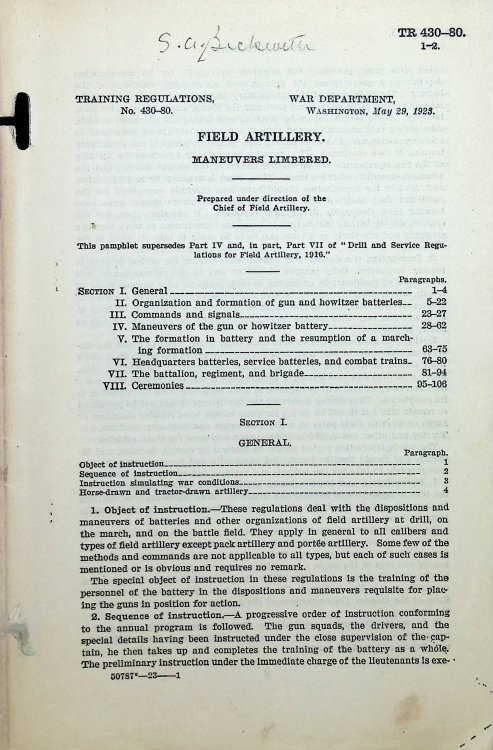 S. A. Beckwith
TR 430–80.
1–2.
TRAINING REGULATIONS,
No. 430–80.
WAR DEPARTMENT,
WASHINGTON, May 29, 1923.
FIELD ARTILLERY.
MANEUVERS LIMBERED.
Prepared under direction of the
Chief of Field Artillery.
This pamphlet supersedes Part IV and, in part, Part VII of “Drill and Service Regu-
lations for Field Artillery, 1916.”
Paragraphs.
SECTION I. General 1–4
II. Organization and formation of gun and howitzer batteries 5–22
III. Commands and signals 23–27
IV. Maneuvers of the gun or howitzer battery 28–62
V. The formation in battery and the resumption of a march-
ing formation 63–75
VI. Headquarters batteries, service batteries, and combat trains 76–80
VII. The battalion, regiment, and brigade 81–94
VIII. Ceremonies 95–106
SECTION I.
GENERAL.
Paragraph.
Object of instruction 1
Sequence of instruction 2
Instruction simulating war conditions 3
Horse-drawn and tractor-drawn artillery 4
1. Object of instruction.—These regulations deal with the dispositions and
maneuvers of batteries and other organizations of field artillery at drill, on
the march, and on the battle field. They apply in general to all calibers and
types of field artillery except pack artillery and portée artillery. Some few of the
methods and commands are not applicable to all types, but each of such cases is
mentioned or is obvious and requires no remark.
The special object of instruction in these regulations is the training of the
personnel of the battery in the dispositions and maneuvers requisite for plac-
ing the guns in position for action.
2. Sequence of instruction.—A progressive order of instruction conforming
to the annual program is followed. The gun squads, the drivers, and the
special details having been instructed under the close supervision of the cap-
tain, he then takes up and completes the training of the battery as a whole.
The preliminary instruction under the immediate charge of the lieutenants is exe-
50787°—23——1